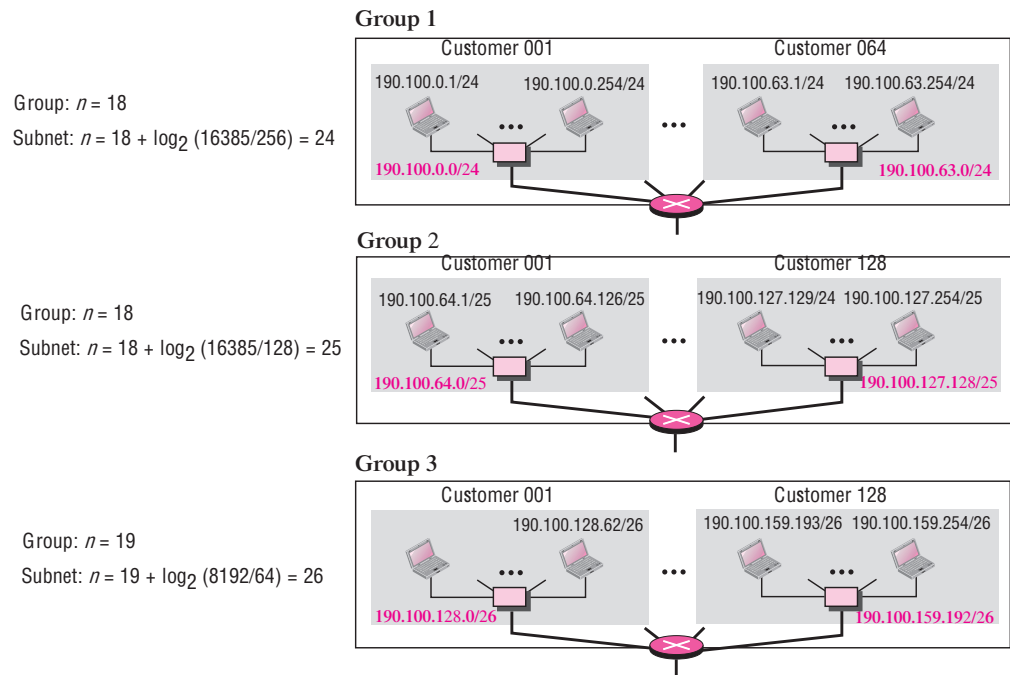 Group 1
Customer 001
Customer 064
190.100.0.1/24
190.100.0.254/24
190.100.63.1/24
190.100.63.254/24
Group: n = 18
Subnet: n = 18 + log2 (16385/256) = 24
190.100.0.0/24
190.100.63.0/24
Group 2
Customer 001
Customer 128
190.100.64.1/25
190.100.64.126/25
190.100.127.129/24
190.100.127.254/25
Group: n = 18
Subnet: n = 18 + log2 (16385/128) = 25
190.100.64.0/25
190.100.127.128/25
Group 3
Customer 001
Customer 128
190.100.128.62/26
190.100.159.193/26
190.100.159.254/26
Group: n = 19
Subnet: n = 19 + log2 (8192/64) = 26
190.100.128.0/26
190.100.159.192/26